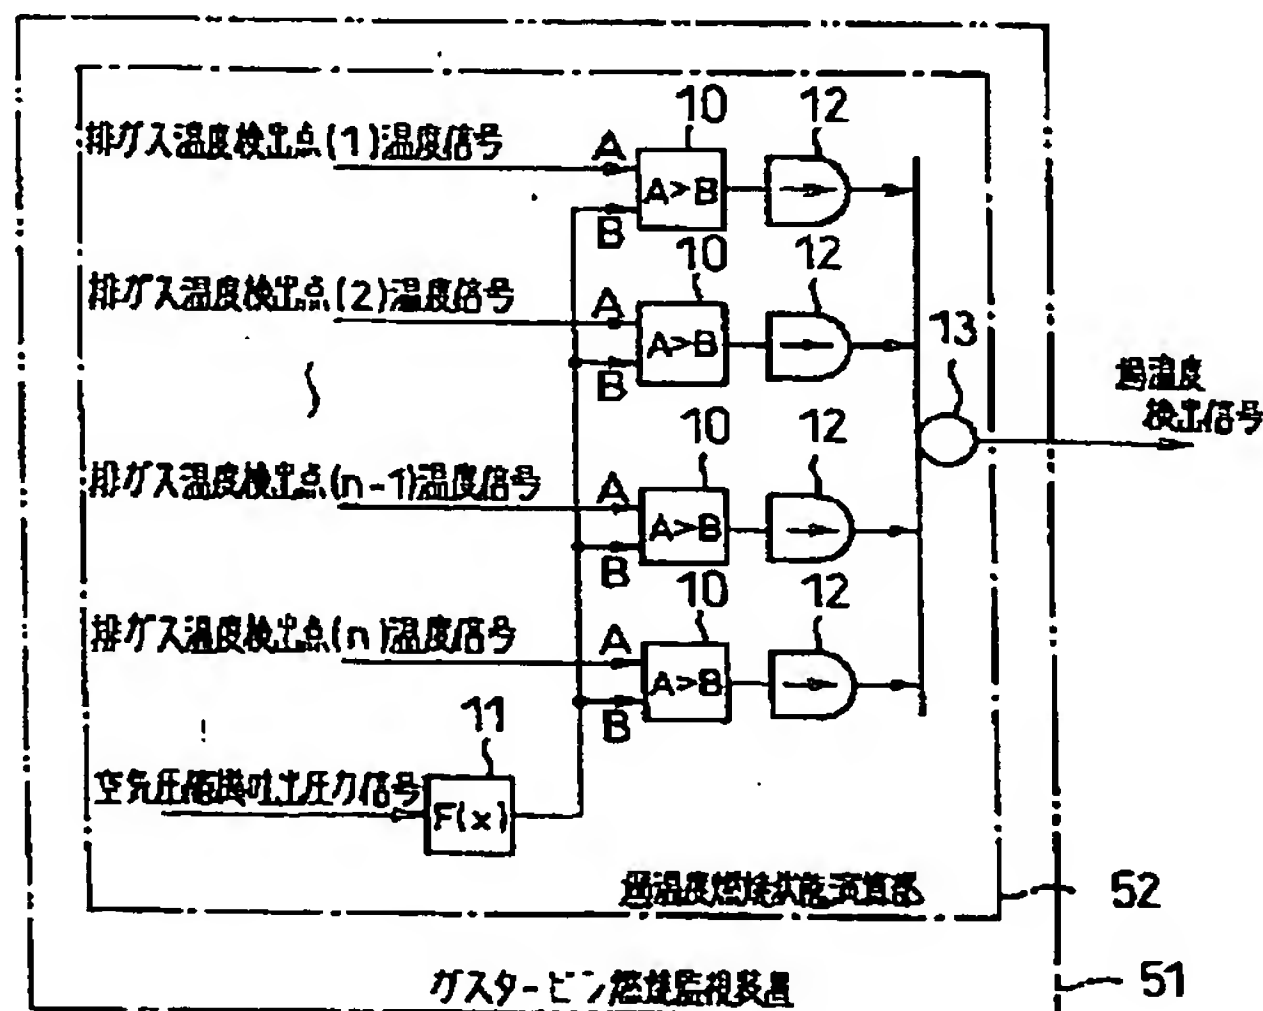 10 12
排ガス温度検出点(1)温度信号 A
A>B
B
10 12
排ガス温度検出点(2)温度信号 A
A>B
B
13
過温度
検出信号
10 12
排ガス温度検出点(n-1)温度信号 A
A>B
B
10 12
排ガス温度検出点(n)温度信号 A
A>B
B
11
空気圧縮機吐出圧力信号
F(x)
過温度燃焼状態演算部
52
ガスタービン燃焼監視装置
51